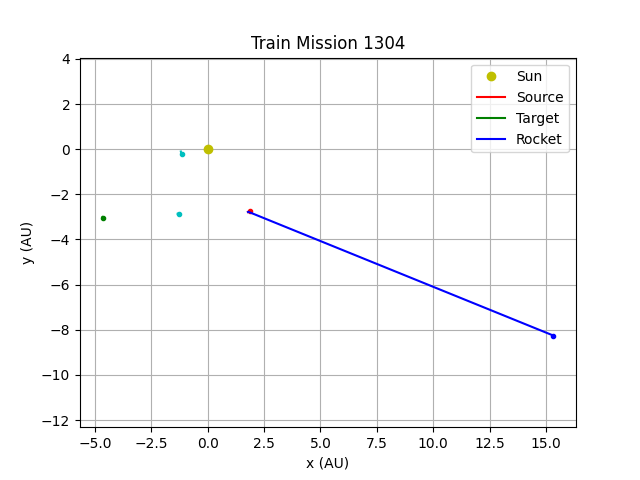 Train Mission 1304
4
2
0
−2
−4
−6
−8
−10
−12
y (AU)
Sun
Source
Target
Rocket
−5.0 −2.5 0.0 2.5 5.0 7.5 10.0 12.5 15.0
x (AU)